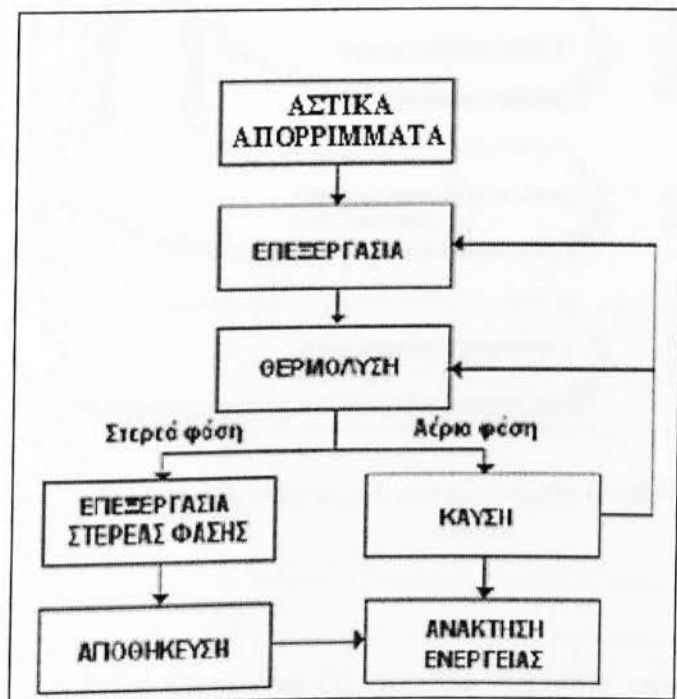 ΑΣΤΙΚΑ
ΑΠΟΡΡΙΜΜΑΤΑ
ΕΠΕΞΕΡΓΑΣΙΑ
ΘΕΡΜΟΛΥΣΗ
Στερεά φάση
Αέρια φάση
ΕΠΕΞΕΡΓΑΣΙΑ
ΣΤΕΡΕΑΣ ΦΑΣΗΣ
ΚΑΥΣΗ
ΑΠΟΘΗΚΕΥΣΗ
ΑΝΑΚΤΗΣΗ
ΕΝΕΡΓΕΙΑΣ